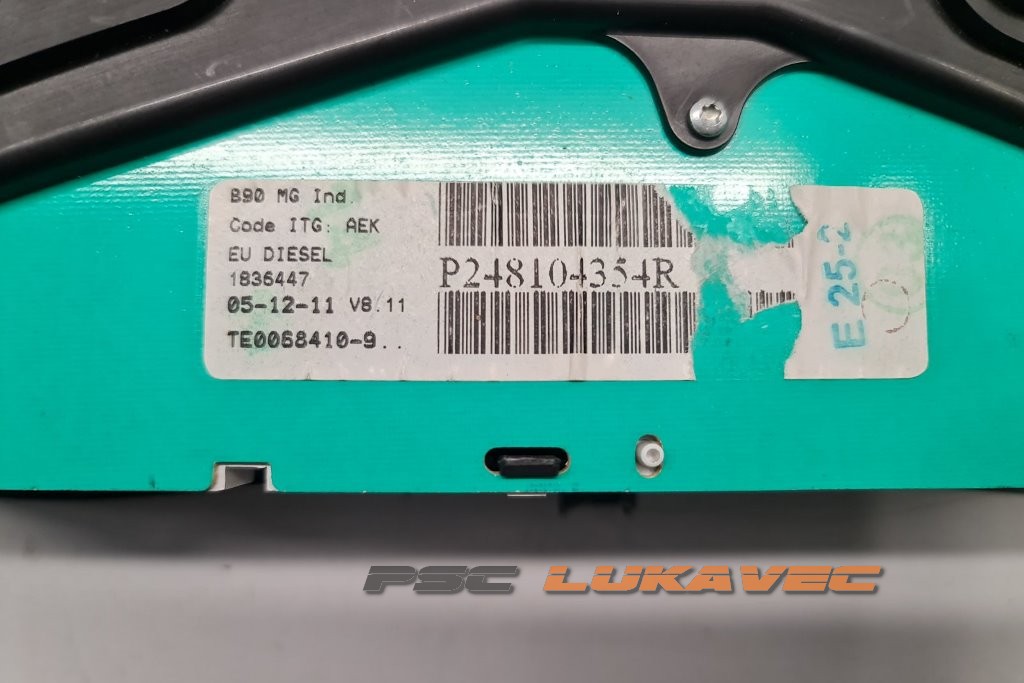 B90 MG Ind.
Code ITG: AEK
EU DIESEL
1836447
05-12-11 V8.11
TE0068410-9..
P248104354R
E 25-2
PSC LUKAVEC